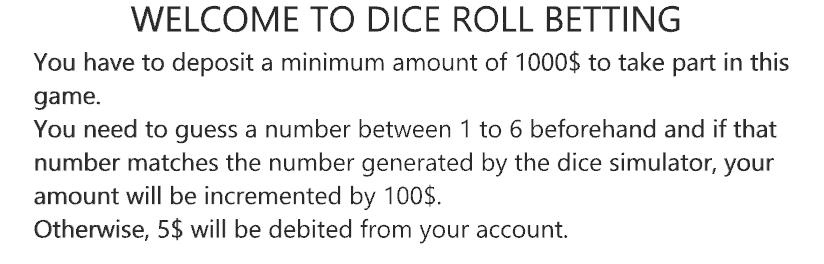 WELCOME TO DICE ROLL BETTING
You have to deposit a minimum amount of 1000$ to take part in this
game.
You need to guess a number between 1 to 6 beforehand and if that
number matches the number generated by the dice simulator, your
amount will be incremented by 100$.
Otherwise, 5$ will be debited from your account.